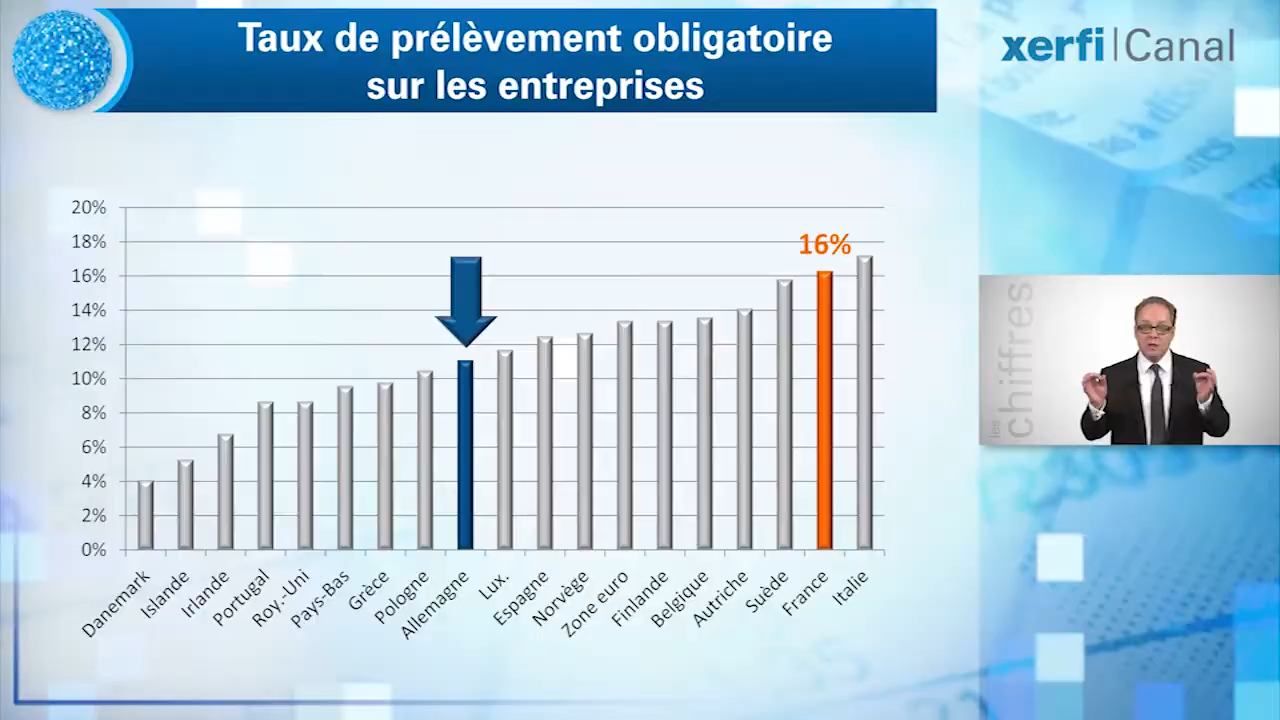 Taux de prélèvement obligatoire
sur les entreprises
xerfi|Canal
20%
18%
16%
14%
12%
10%
8%
6%
4%
2%
0%
16%
Danemark
Islande
Irlande
Portugal
Roy.-Uni
Pays-Bas
Grèce
Pologne
Allemagne
Lux.
Espagne
Norvège
Zone euro
Finlande
Belgique
Autriche
Suède
France
Italie
les
chiffres